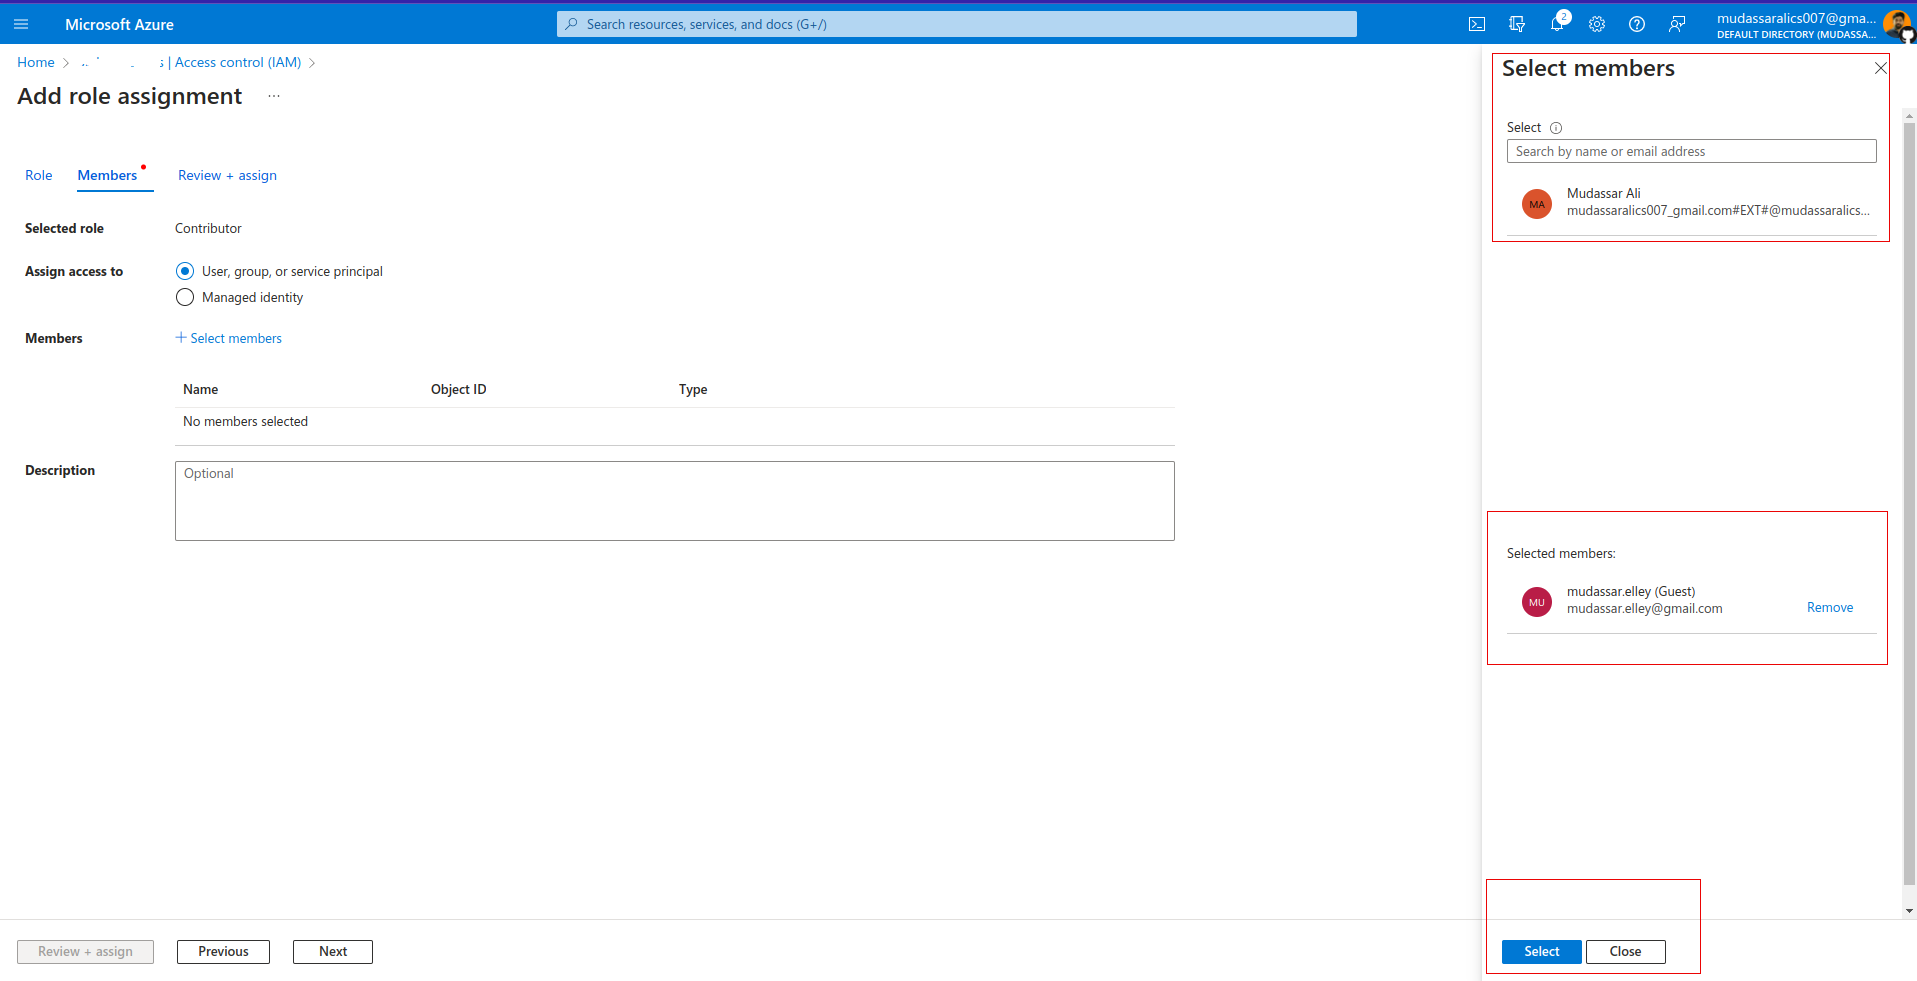 Microsoft Azure
Search resources, services, and docs (G+/)
2
mudassaralics007@gma...
DEFAULT DIRECTORY (MUDASSA...
Home
| Access control (IAM)
Add role assignment
...
Role
Members
Review + assign
Selected role
Contributor
Assign access to
User, group, or service principal
Managed identity
Members
+ Select members
Name Object ID Type
No members selected
Description
Optional
Review + assign
Previous
Next
Select members
Select
Search by name or email address
MA
Mudassar Ali
mudassaralics007_gmail.com#EXT#@mudassaralics...
Selected members:
MU
mudassar.elley (Guest)
mudassar.elley@gmail.com
Remove
Select
Close